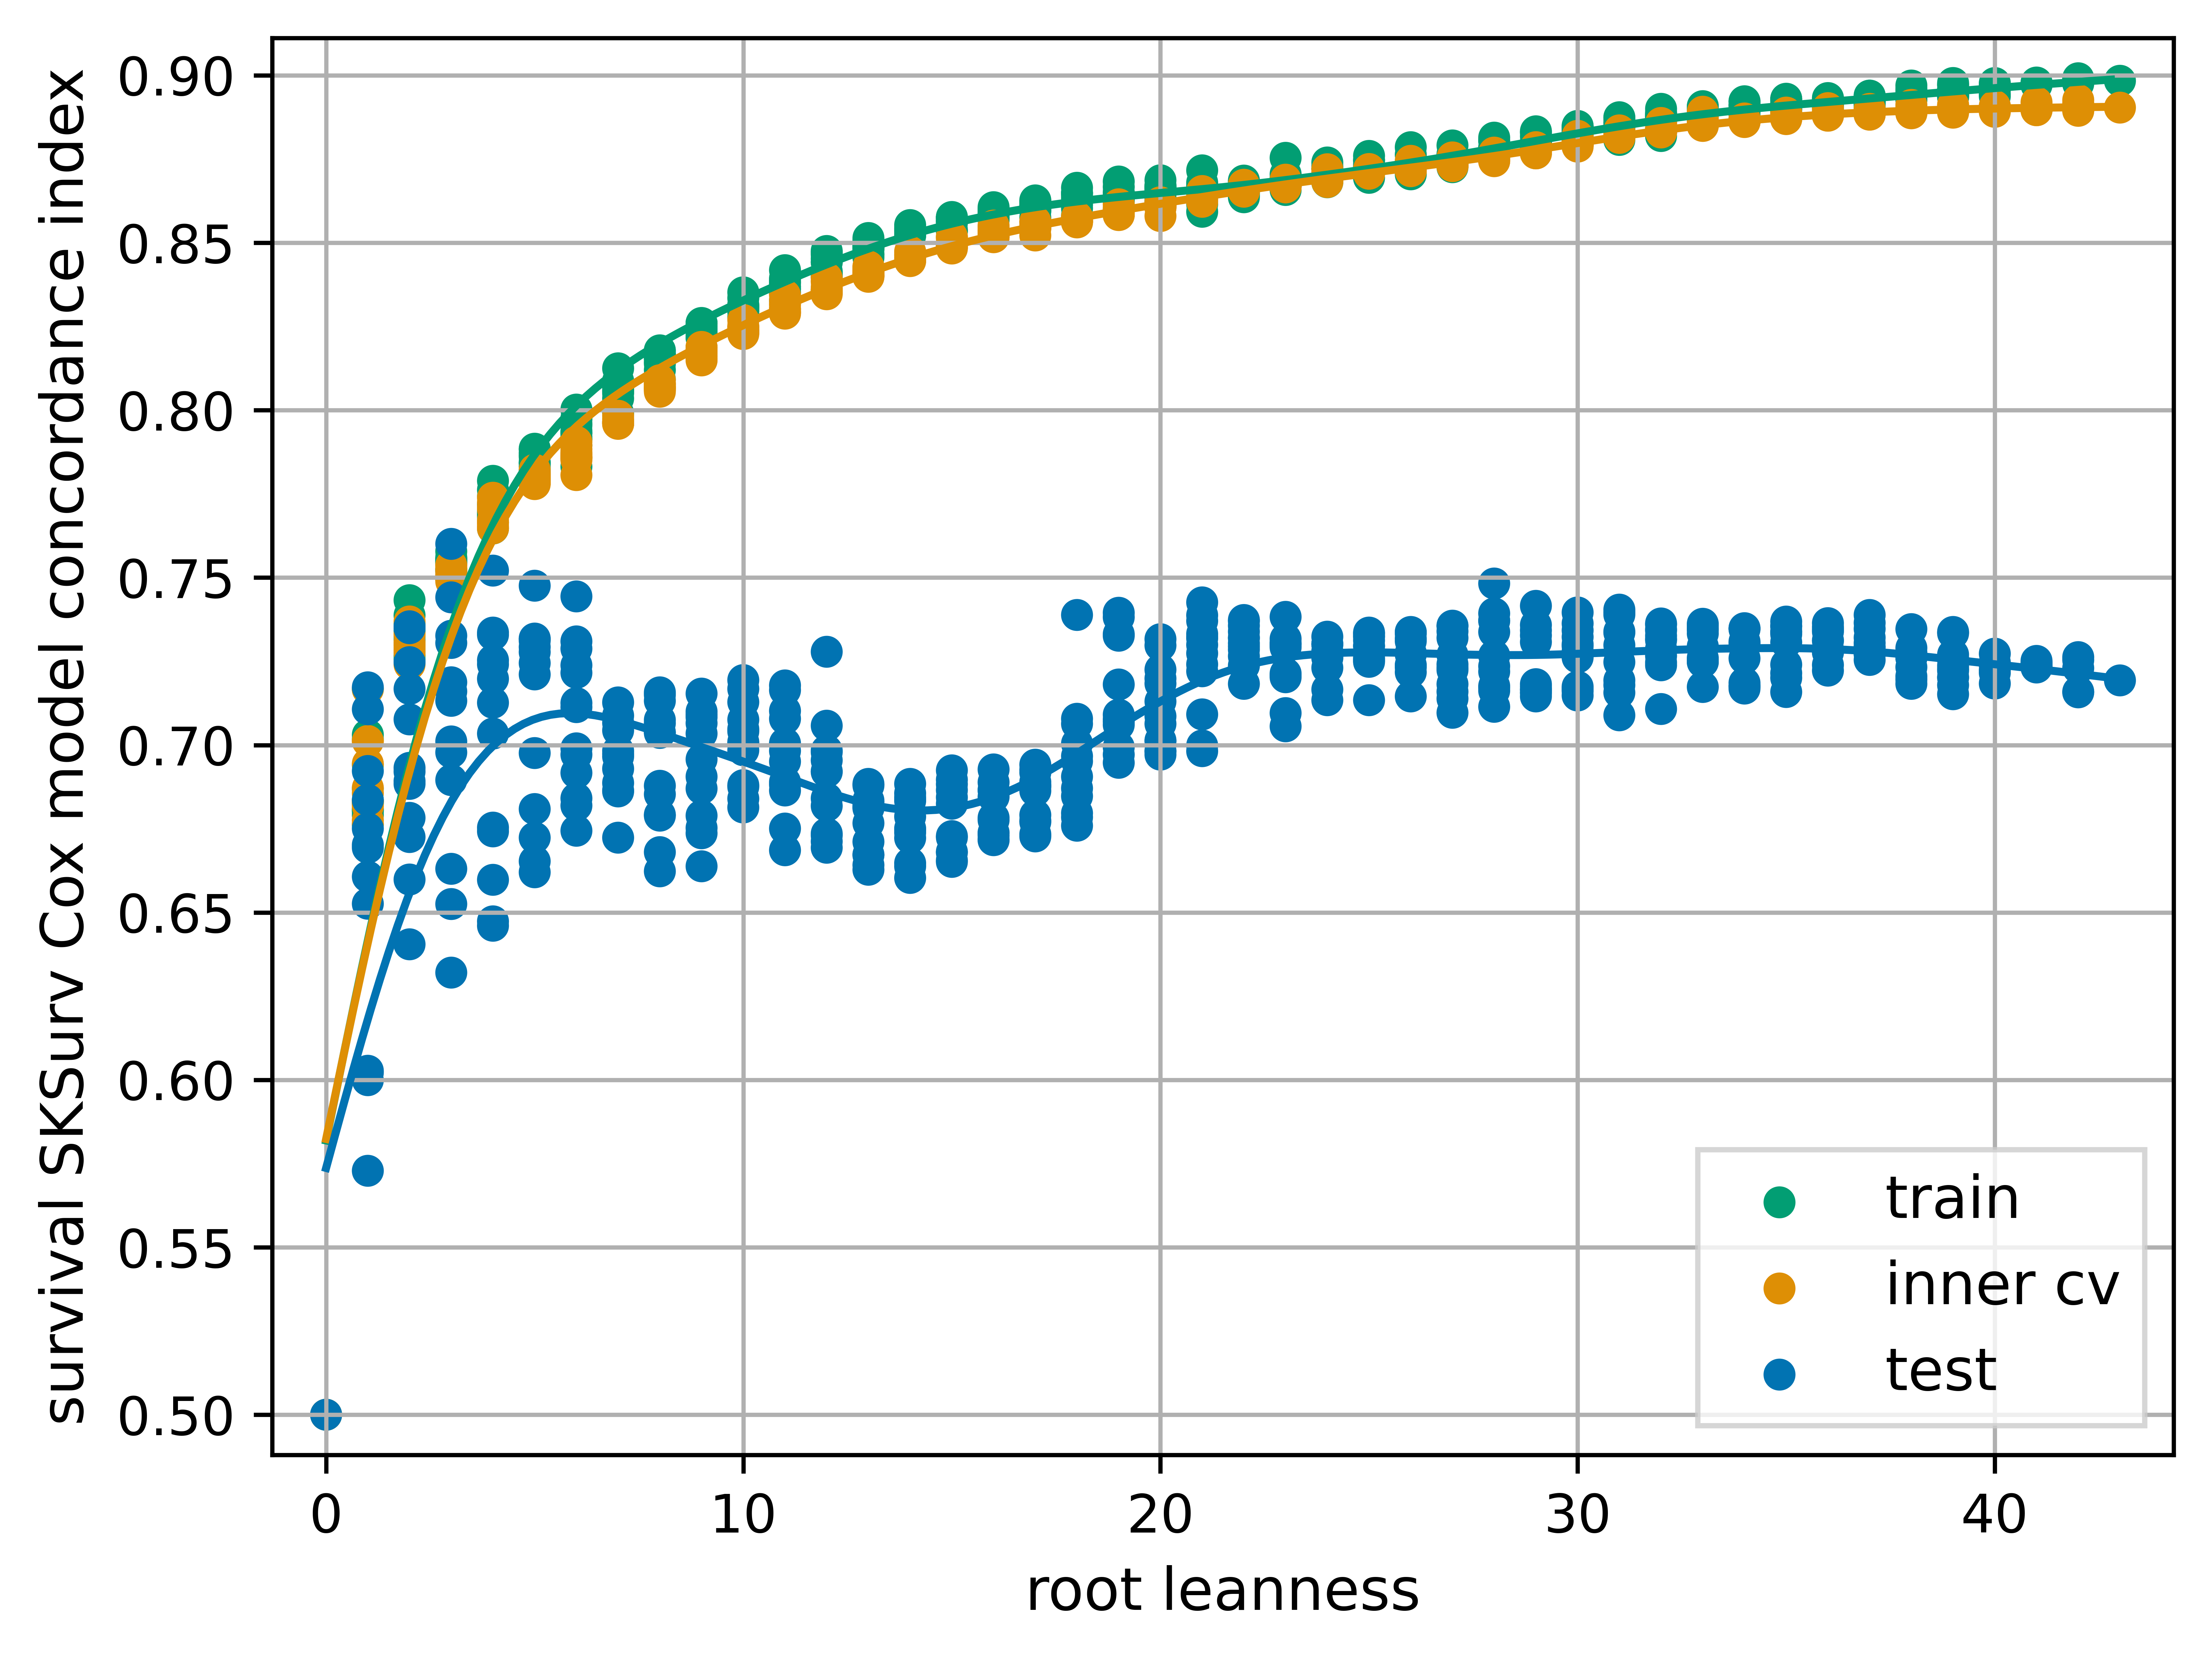 survival SKSurv Cox model concordance index
0.90
0.85
0.80
0.75
0.70
0.65
0.60
0.55
0.50
0 10 20 30 40
root leanness
train
inner cv
test